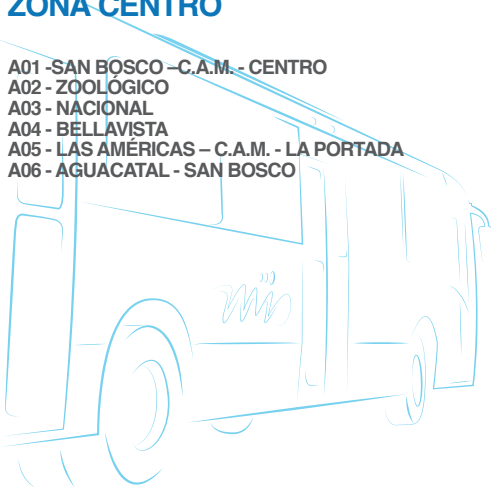 ZONA CENTRO
A01 -SAN BOSCO –C.A.M. - CENTRO
A02 - ZOOLÓGICO
A03 - NACIONAL
A04 - BELLAVISTA
A05 - LAS AMÉRICAS – C.A.M. - LA PORTADA
A06 - AGUACATAL - SAN BOSCO
mío